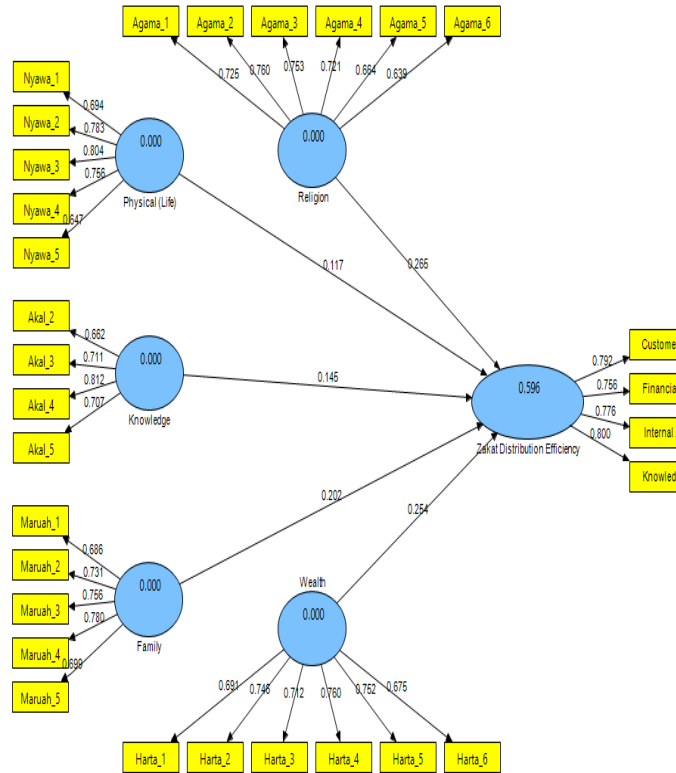 Agama_1
Agama_2
Agama_3
Agama_4
Agama_5
Agama_6
0.725
0.760
0.753
0.721
0.664
0.639
0.000
Religion
Nyawa_1
Nyawa_2
Nyawa_3
Nyawa_4
Nyawa_5
0.694
0.783
0.804
0.756
0.647
0.000
Physical (Life)
0.117
0.265
Akal_2
Akal_3
Akal_4
Akal_5
0.662
0.711
0.812
0.707
0.000
Knowledge
0.145
0.596
Zakat Distribution Efficiency
0.792
0.756
0.776
0.800
Custome
Financia
Internal
Knowled
Maruah_1
Maruah_2
Maruah_3
Maruah_4
Maruah_5
0.686
0.731
0.756
0.780
0.699
0.000
Family
0.202
0.254
Wealth
0.000
0.691
0.746
0.712
0.760
0.752
0.675
Harta_1
Harta_2
Harta_3
Harta_4
Harta_5
Harta_6